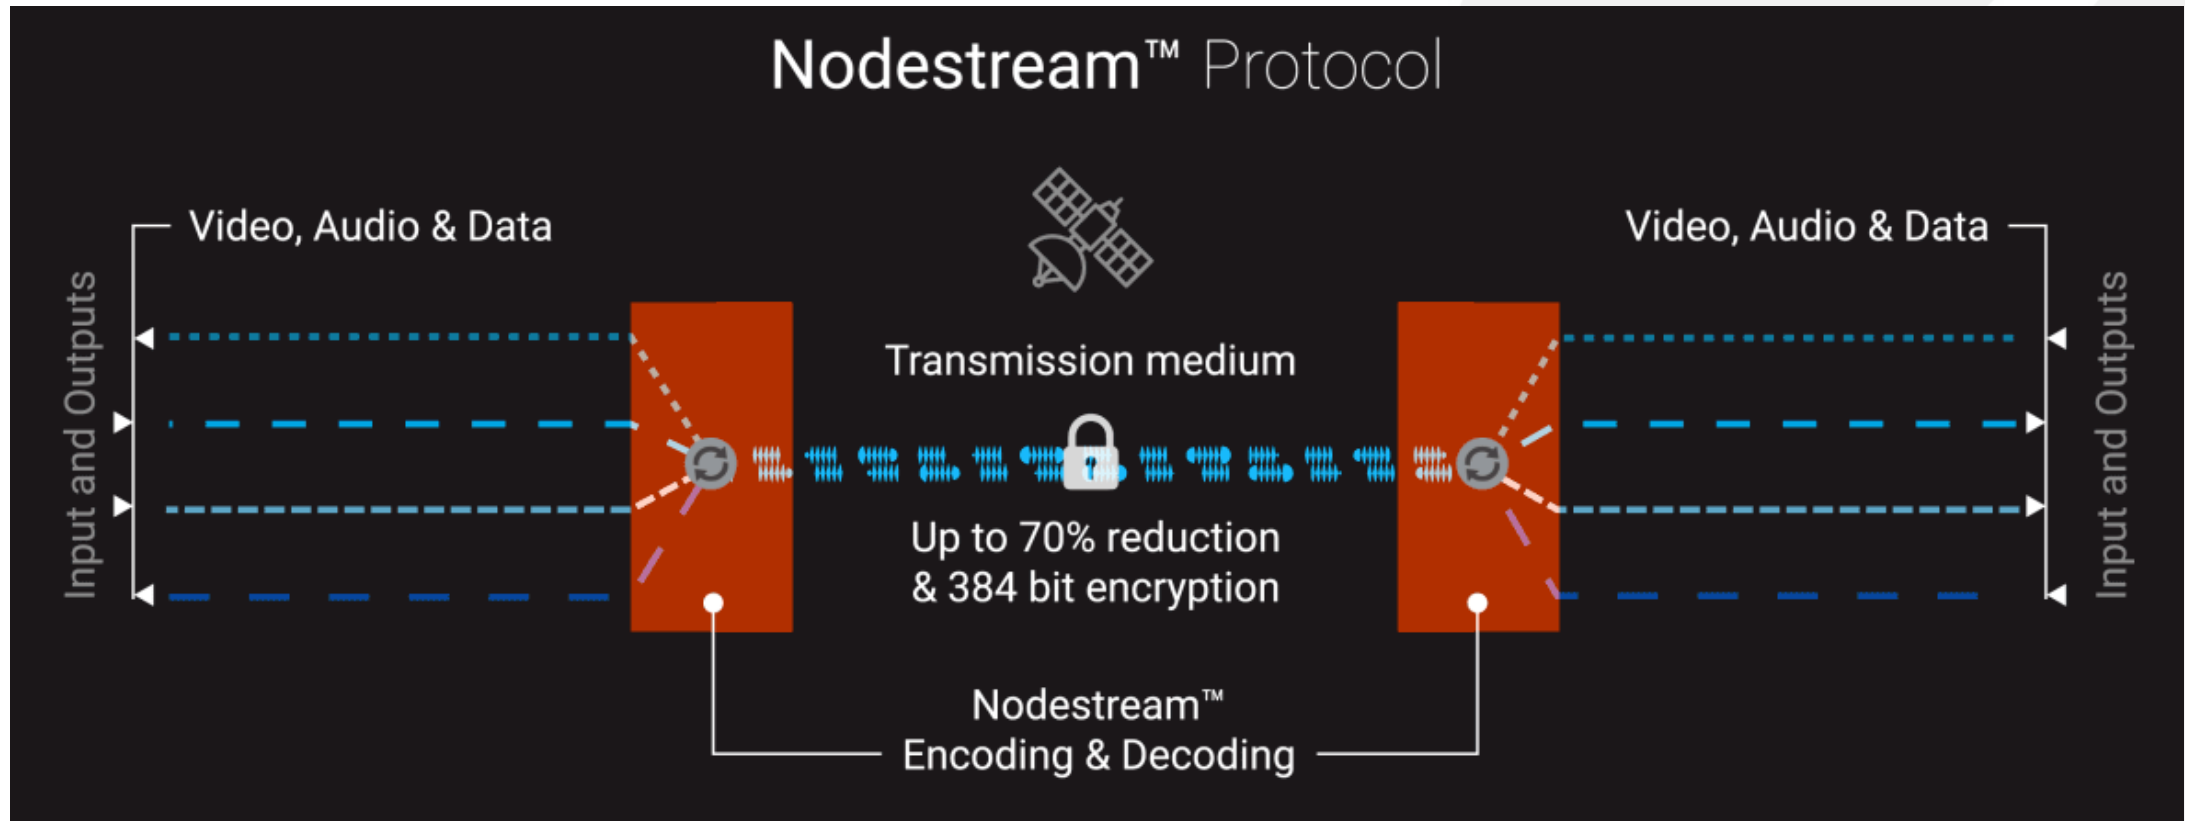 Nodestream™ Protocol
Video, Audio & Data
Video, Audio & Data
Input and Outputs
Input and Outputs
Transmission medium
Up to 70% reduction
& 384 bit encryption
Nodestream™
Encoding & Decoding